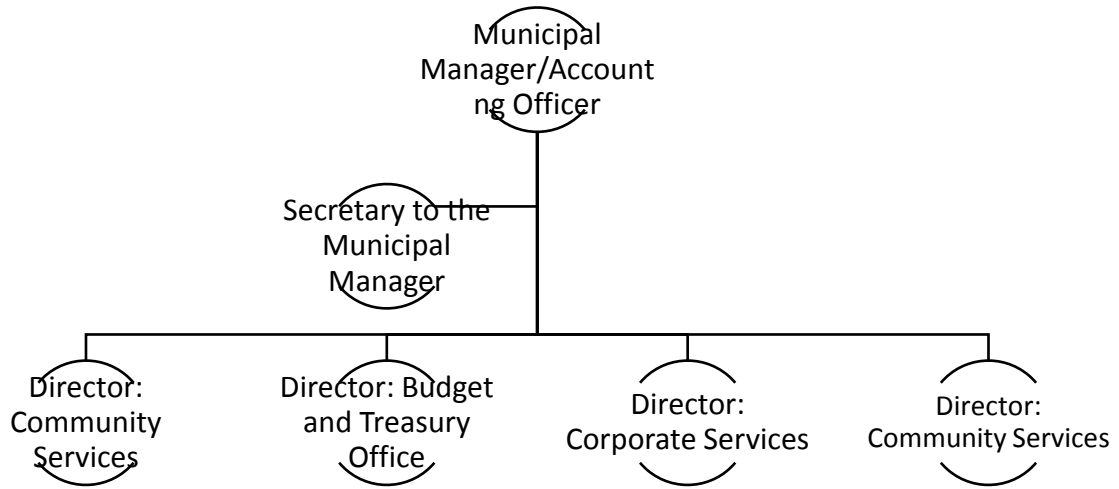 Municipal
Manager/Account
ng Officer
Secretary to the
Municipal
Manager
Director:
Community
Services
Director: Budget
and Treasury
Office
Director:
Corporate Services
Director:
Community Services